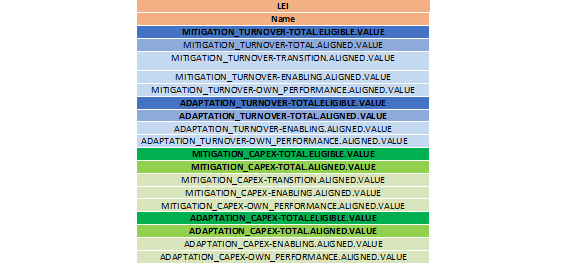 LEI
Name
MITIGATION_TURNOVER-TOTAL.ELIGIBLE.VALUE
MITIGATION_TURNOVER-TOTAL.ALIGNED.VALUE
MITIGATION_TURNOVER-TRANSITION.ALIGNED.VALUE
MITIGATION_TURNOVER-ENABLING.ALIGNED.VALUE
MITIGATION_TURNOVER-OWN_PERFORMANCE.ALIGNED.VALUE
ADAPTATION_TURNOVER-TOTAL.ELIGIBLE.VALUE
ADAPTATION_TURNOVER-TOTAL.ALIGNED.VALUE
ADAPTATION_TURNOVER-ENABLING.ALIGNED.VALUE
ADAPTATION_TURNOVER-OWN_PERFORMANCE.ALIGNED.VALUE
MITIGATION_CAPEX-TOTAL.ELIGIBLE.VALUE
MITIGATION_CAPEX-TOTAL.ALIGNED.VALUE
MITIGATION_CAPEX-TRANSITION.ALIGNED.VALUE
MITIGATION_CAPEX-ENABLING.ALIGNED.VALUE
MITIGATION_CAPEX-OWN_PERFORMANCE.ALIGNED.VALUE
ADAPTATION_CAPEX-TOTAL.ELIGIBLE.VALUE
ADAPTATION_CAPEX-TOTAL.ALIGNED.VALUE
ADAPTATION_CAPEX-ENABLING.ALIGNED.VALUE
ADAPTATION_CAPEX-OWN_PERFORMANCE.ALIGNED.VALUE